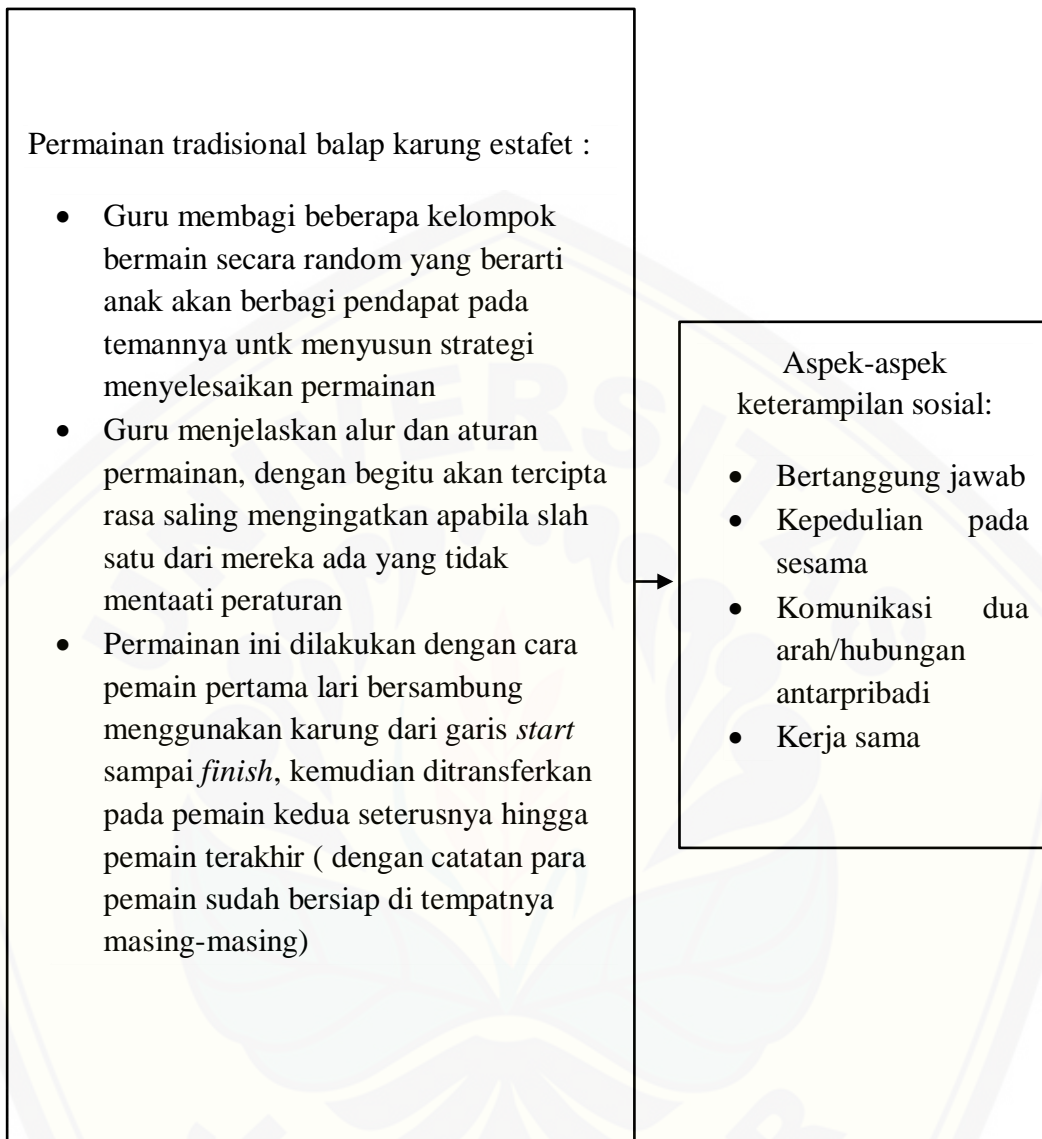 Permainan tradisional balap karung estafet :
• Guru membagi beberapa kelompok
bermain secara random yang berarti
anak akan berbagi pendapat pada
temannya untk menyusun strategi
menyelesaikan permainan
• Guru menjelaskan alur dan aturan
permainan, dengan begitu akan tercipta
rasa saling mengingatkan apabila slah
satu dari mereka ada yang tidak
mentaati peraturan
• Permainan ini dilakukan dengan cara
pemain pertama lari bersambung
menggunakan karung dari garis start
sampai finish, kemudian ditransferkan
pada pemain kedua seterusnya hingga
pemain terakhir ( dengan catatan para
pemain sudah bersiap di tempatnya
masing-masing)
Aspek-aspek
keterampilan sosial:
• Bertanggung jawab
• Kepedulian pada
sesama
• Komunikasi dua
arah/hubungan
antarpribadi
• Kerja sama
UNIVERSITAS